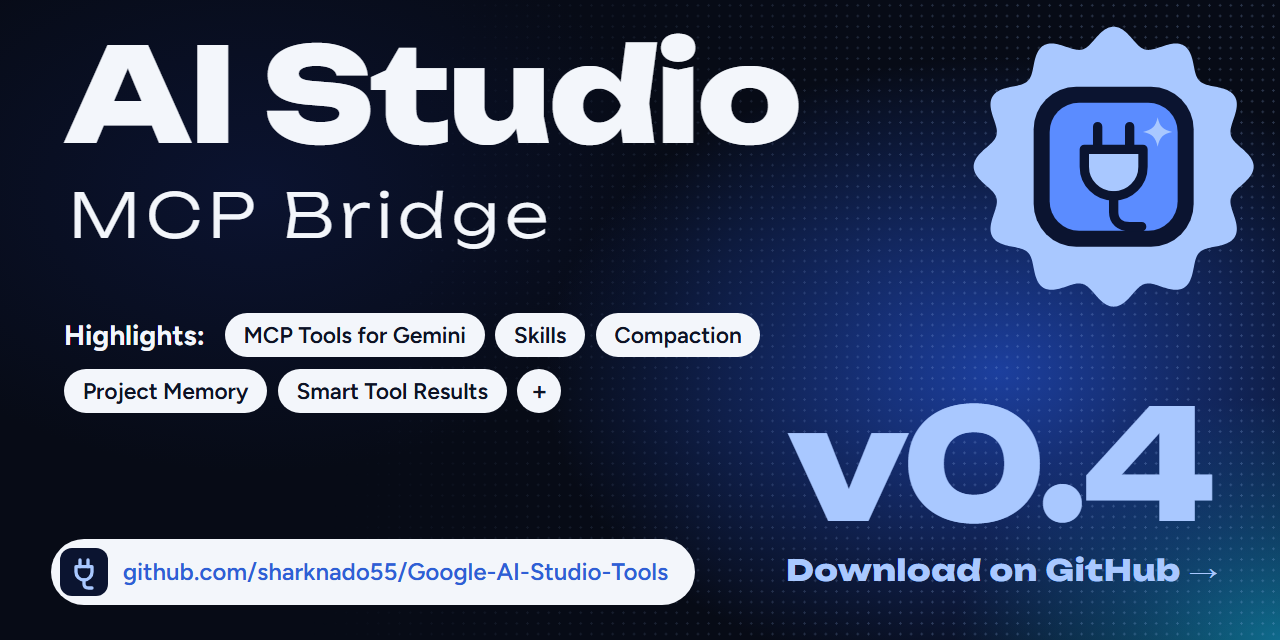 AI Studio
MCP Bridge
Highlights: MCP Tools for Gemini Skills Compaction
Project Memory Smart Tool Results +
v0.4
github.com/sharknado55/Google-AI-Studio-Tools
Download on GitHub →